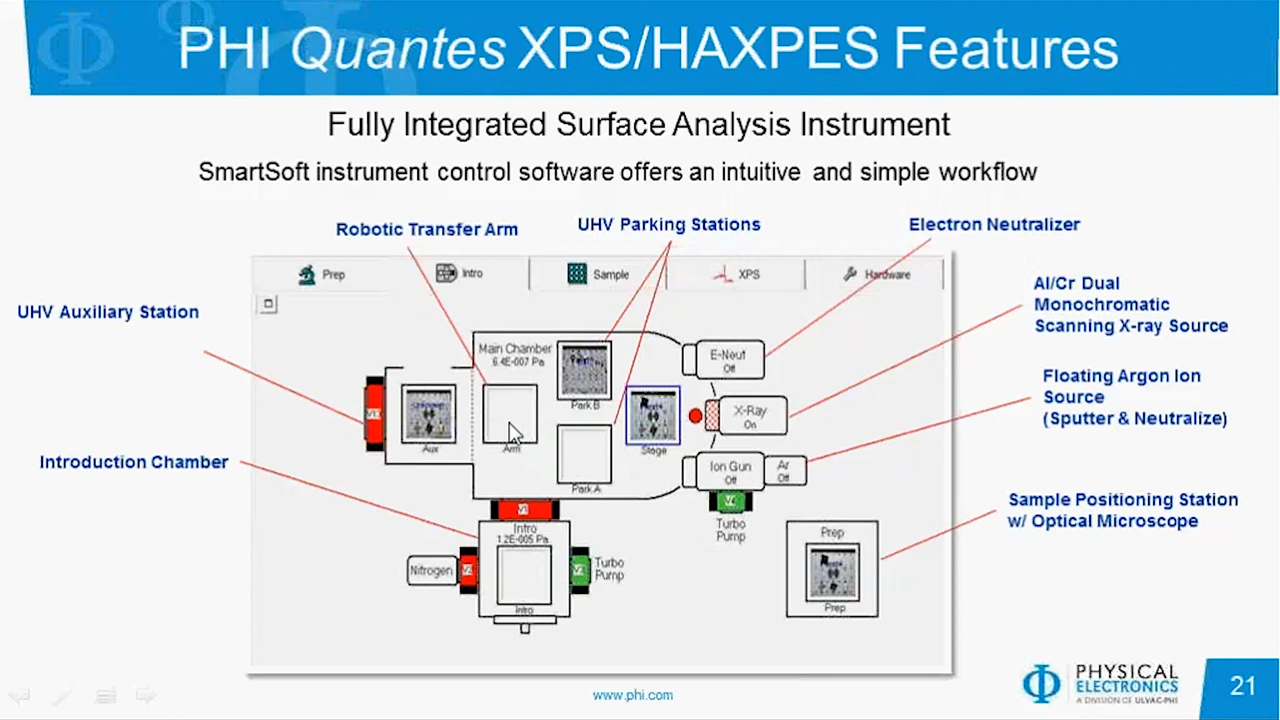 PHI Quantes XPS/HAXPES Features
Fully Integrated Surface Analysis Instrument
SmartSoft instrument control software offers an intuitive and simple workflow
Robotic Transfer Arm
UHV Parking Stations
Electron Neutralizer
UHV Auxiliary Station
Introduction Chamber
Al/Cr Dual
Monochromatic
Scanning X-ray Source
Floating Argon Ion
Source
(Sputter & Neutralize)
Sample Positioning Station
w/ Optical Microscope
Prep
Intro
Sample
XPS
Hardware
Main Chamber
6.4E-007 Pa
Park B
E-Neut
Off
Aux
Arm
Park A
Stage
X-Ray
On
Ion Gun
Off
Ar
Off
Turbo
Pump
Intro
1.2E-005 Pa
Nitrogen
Turbo
Pump
Intro
Prep
Prep
www.phi.com
PHYSICAL
ELECTRONICS
A DIVISION OF ULVAC-PHI
21